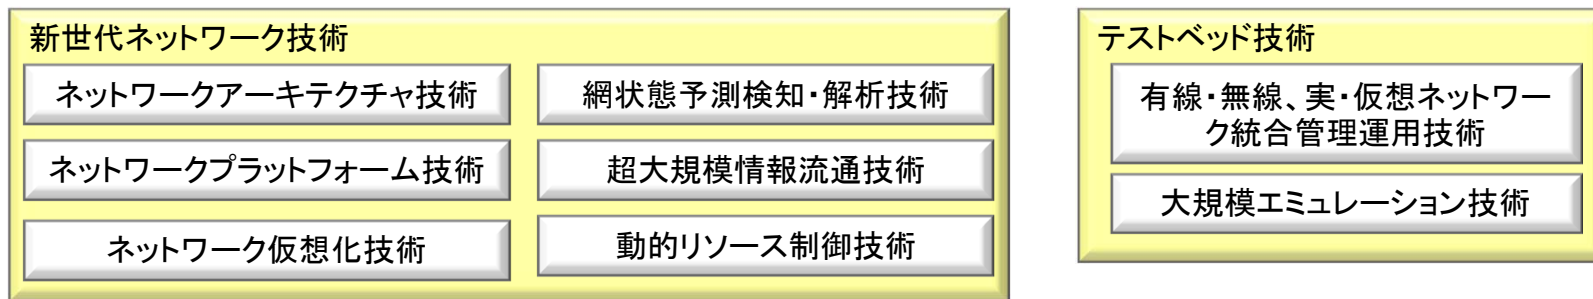 新世代ネットワーク技術
ネットワークアーキテクチャ技術
網状態予測検知・解析技術
ネットワークプラットフォーム技術
超大規模情報流通技術
ネットワーク仮想化技術
動的リソース制御技術
テストベッド技術
有線・無線、実・仮想ネットワー
ク統合管理運用技術
大規模エミュレーション技術